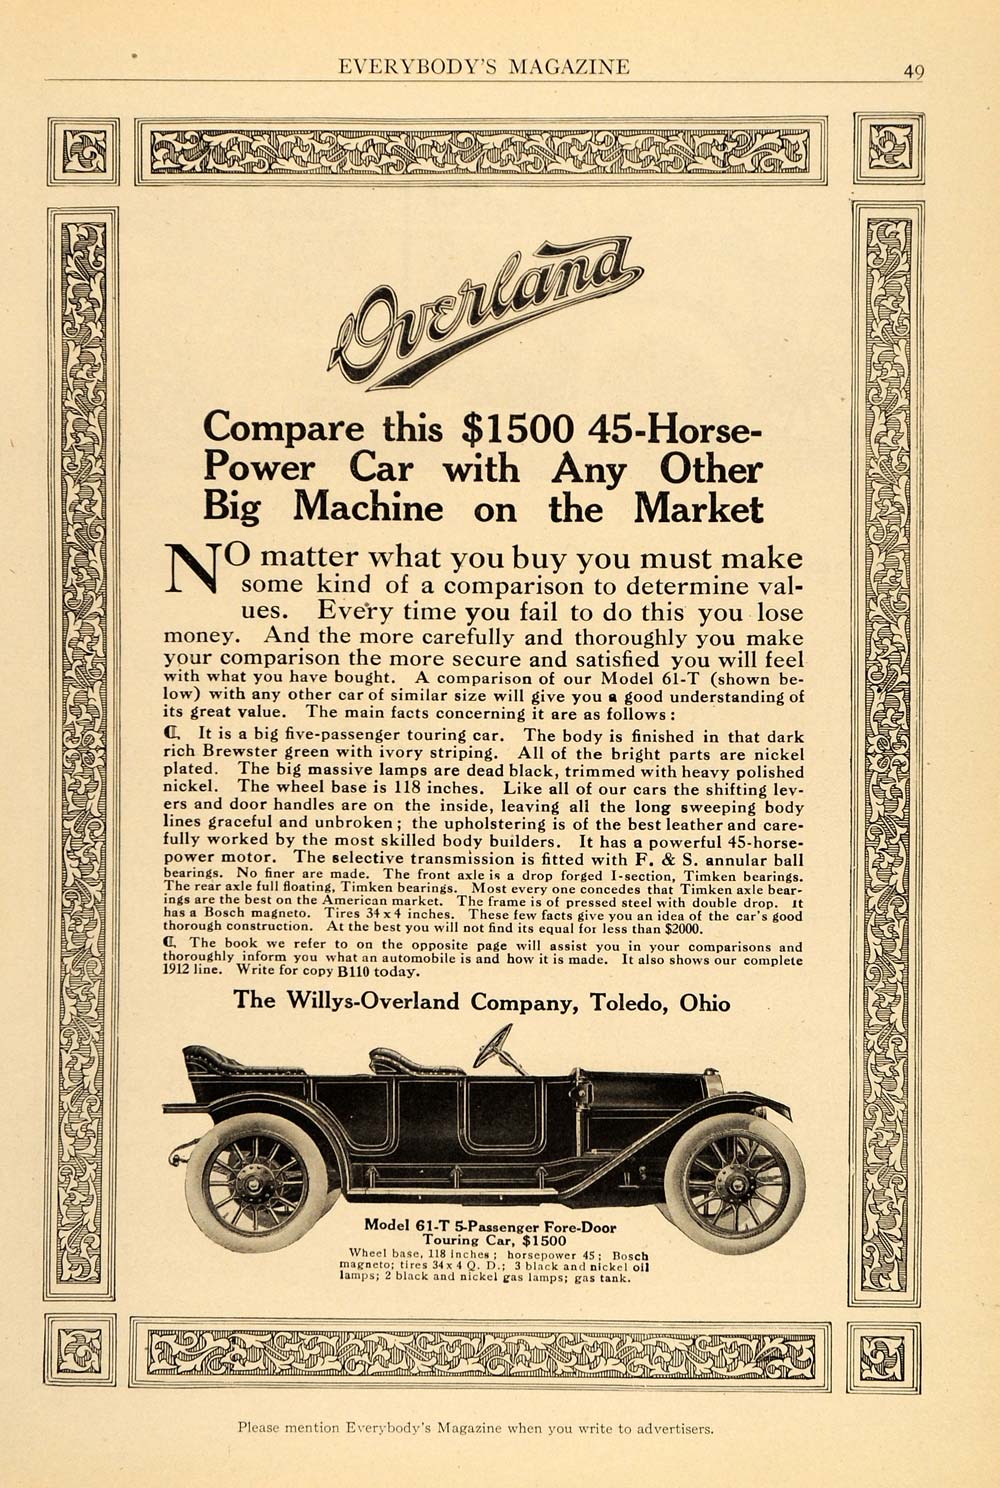 EVERYBODY'S MAGAZINE 49
Overland
Compare this $1500 45-Horse-
Power Car with Any Other
Big Machine on the Market
NO matter what you buy you must make
some kind of a comparison to determine val-
ues. Every time you fail to do this you lose
money. And the more carefully and thoroughly you make
your comparison the more secure and satisfied you will feel
with what you have bought. A comparison of our Model 61-T (shown be-
low) with any other car of similar size will give you a good understanding of
its great value. The main facts concerning it are as follows:
¶ It is a big five-passenger touring car. The body is finished in that dark
rich Brewster green with ivory striping. All of the bright parts are nickel
plated. The big massive lamps are dead black, trimmed with heavy polished
nickel. The wheel base is 118 inches. Like all of our cars the shifting lev-
ers and door handles are on the inside, leaving all the long sweeping body
lines graceful and unbroken; the upholstering is of the best leather and care-
fully worked by the most skilled body builders. It has a powerful 45-horse-
power motor. The selective transmission is fitted with F. & S. annular ball
bearings. No finer are made. The front axle is a drop forged I-section, Timken bearings.
The rear axle full floating, Timken bearings. Most every one concedes that Timken axle bear-
ings are the best on the American market. The frame is of pressed steel with double drop. It
has a Bosch magneto. Tires 34 x 4 inches. These few facts give you an idea of the car's good
thorough construction. At the best you will not find its equal for less than $2000.
¶ The book we refer to on the opposite page will assist you in your comparisons and
thoroughly inform you what an automobile is and how it is made. It also shows our complete
1912 line. Write for copy B110 today.
The Willys-Overland Company, Toledo, Ohio
Model 61-T 5-Passenger Fore-Door
Touring Car, $1500
Wheel base, 118 inches; horsepower 45; Bosch
magneto; tires 34 x 4 Q. D.; 3 black and nickel oil
lamps; 2 black and nickel gas lamps; gas tank.
Please mention Everybody's Magazine when you write to advertisers.